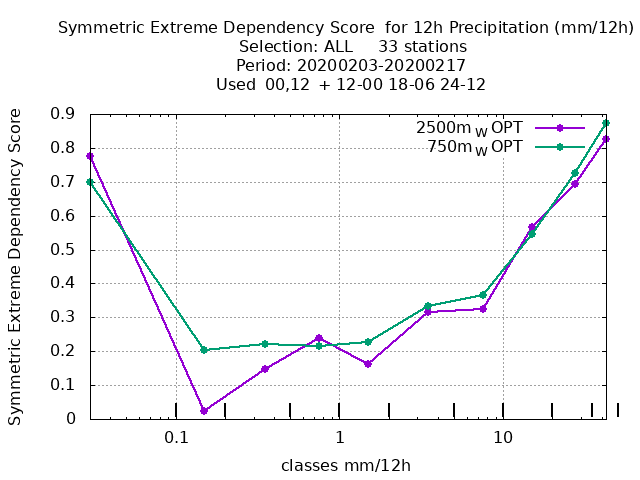 Symmetric Extreme Dependency Score  for 12h Precipitation (mm/12h)
Selection: ALL     33 stations
Period: 20200203-20200217
Used  00,12  + 12-00 18-06 24-12
Symmetric Extreme Dependency Score
0.9
0.8
0.7
0.6
0.5
0.4
0.3
0.2
0.1
0
2500m W OPT
750m W OPT
0.1
1
10
classes mm/12h